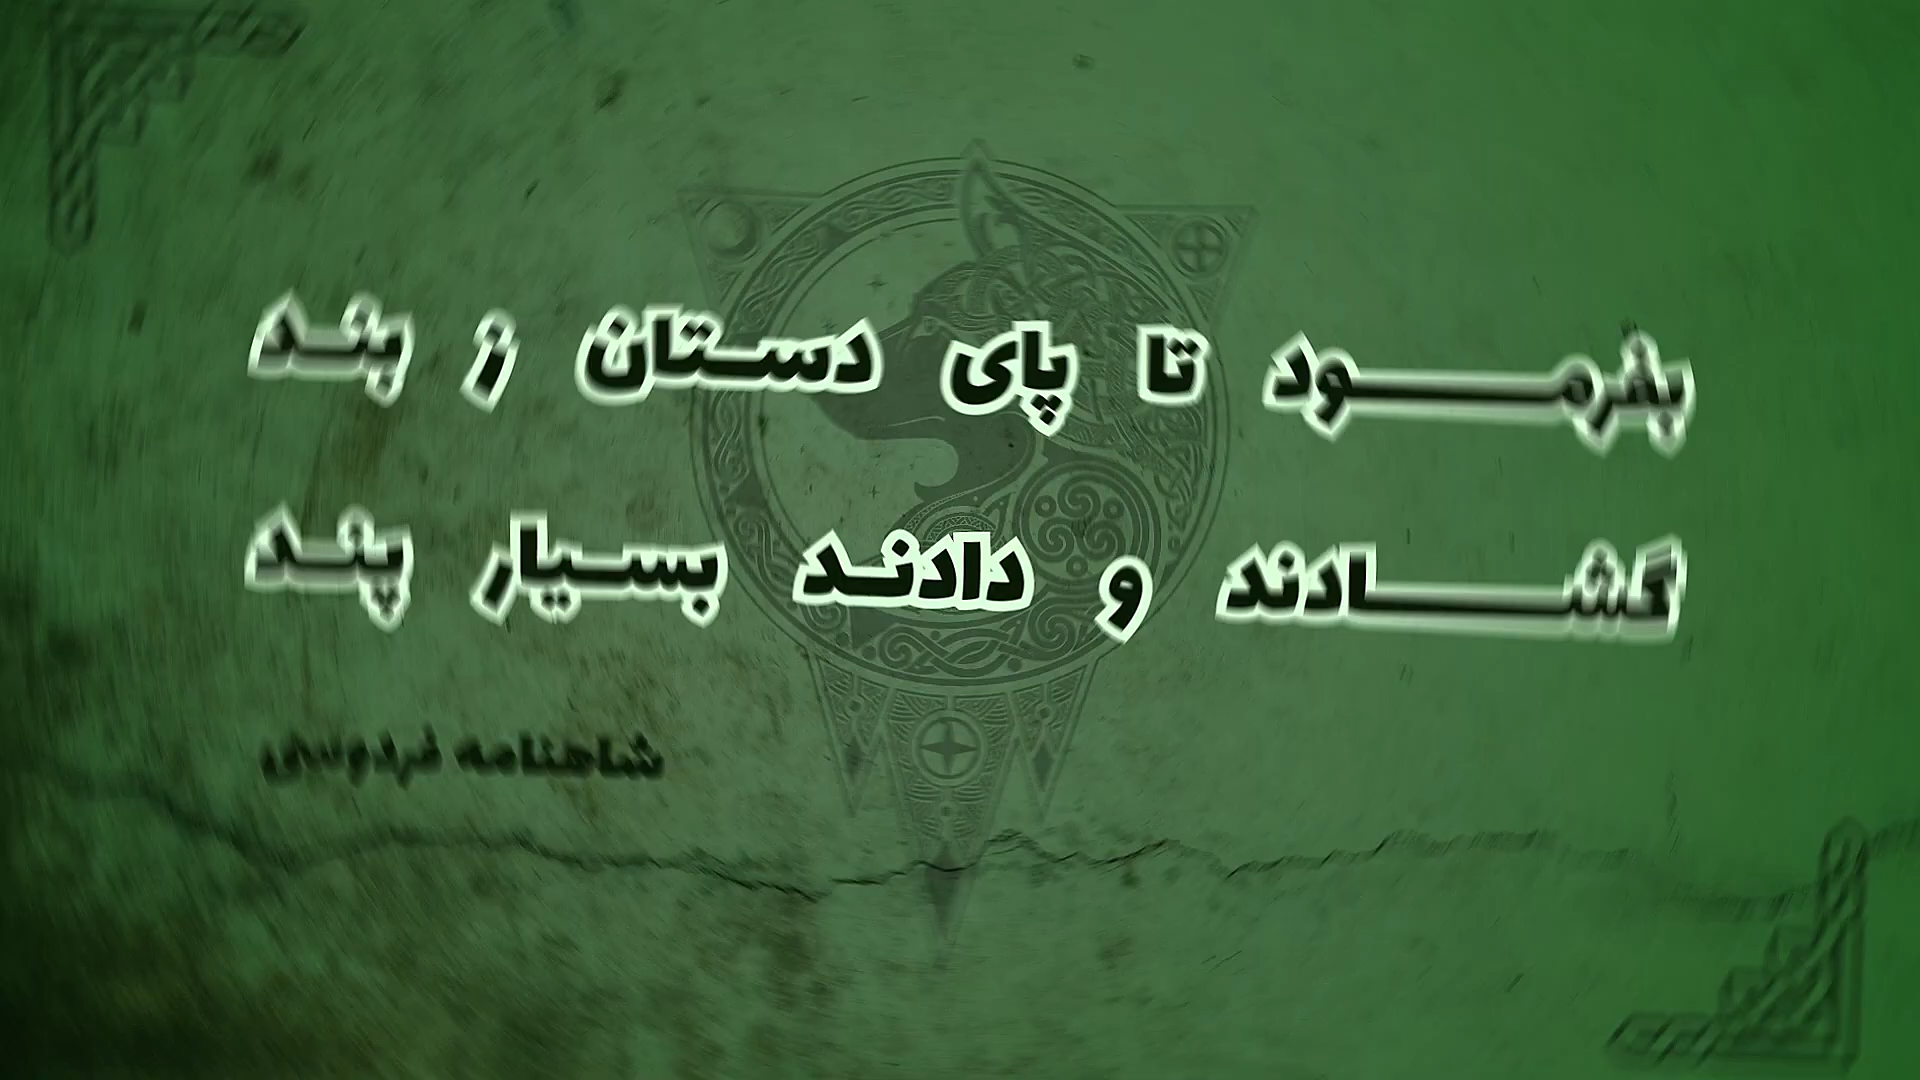 بفرمود تا پای دستان ز بند
گشادند و دادند بسیار پند
شاهنامه فردوسی